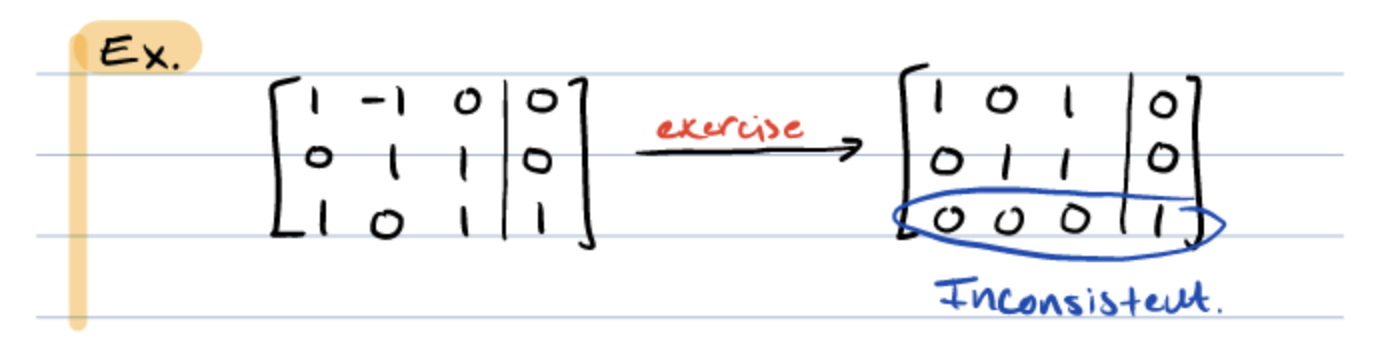 Ex.
[1 -1 0 | 0] exercise [1 0 1 | 0]
[0 1 1 | 0] → [0 1 1 | 0]
[1 0 1 | 1] [0 0 0 | 1]
Inconsistent.